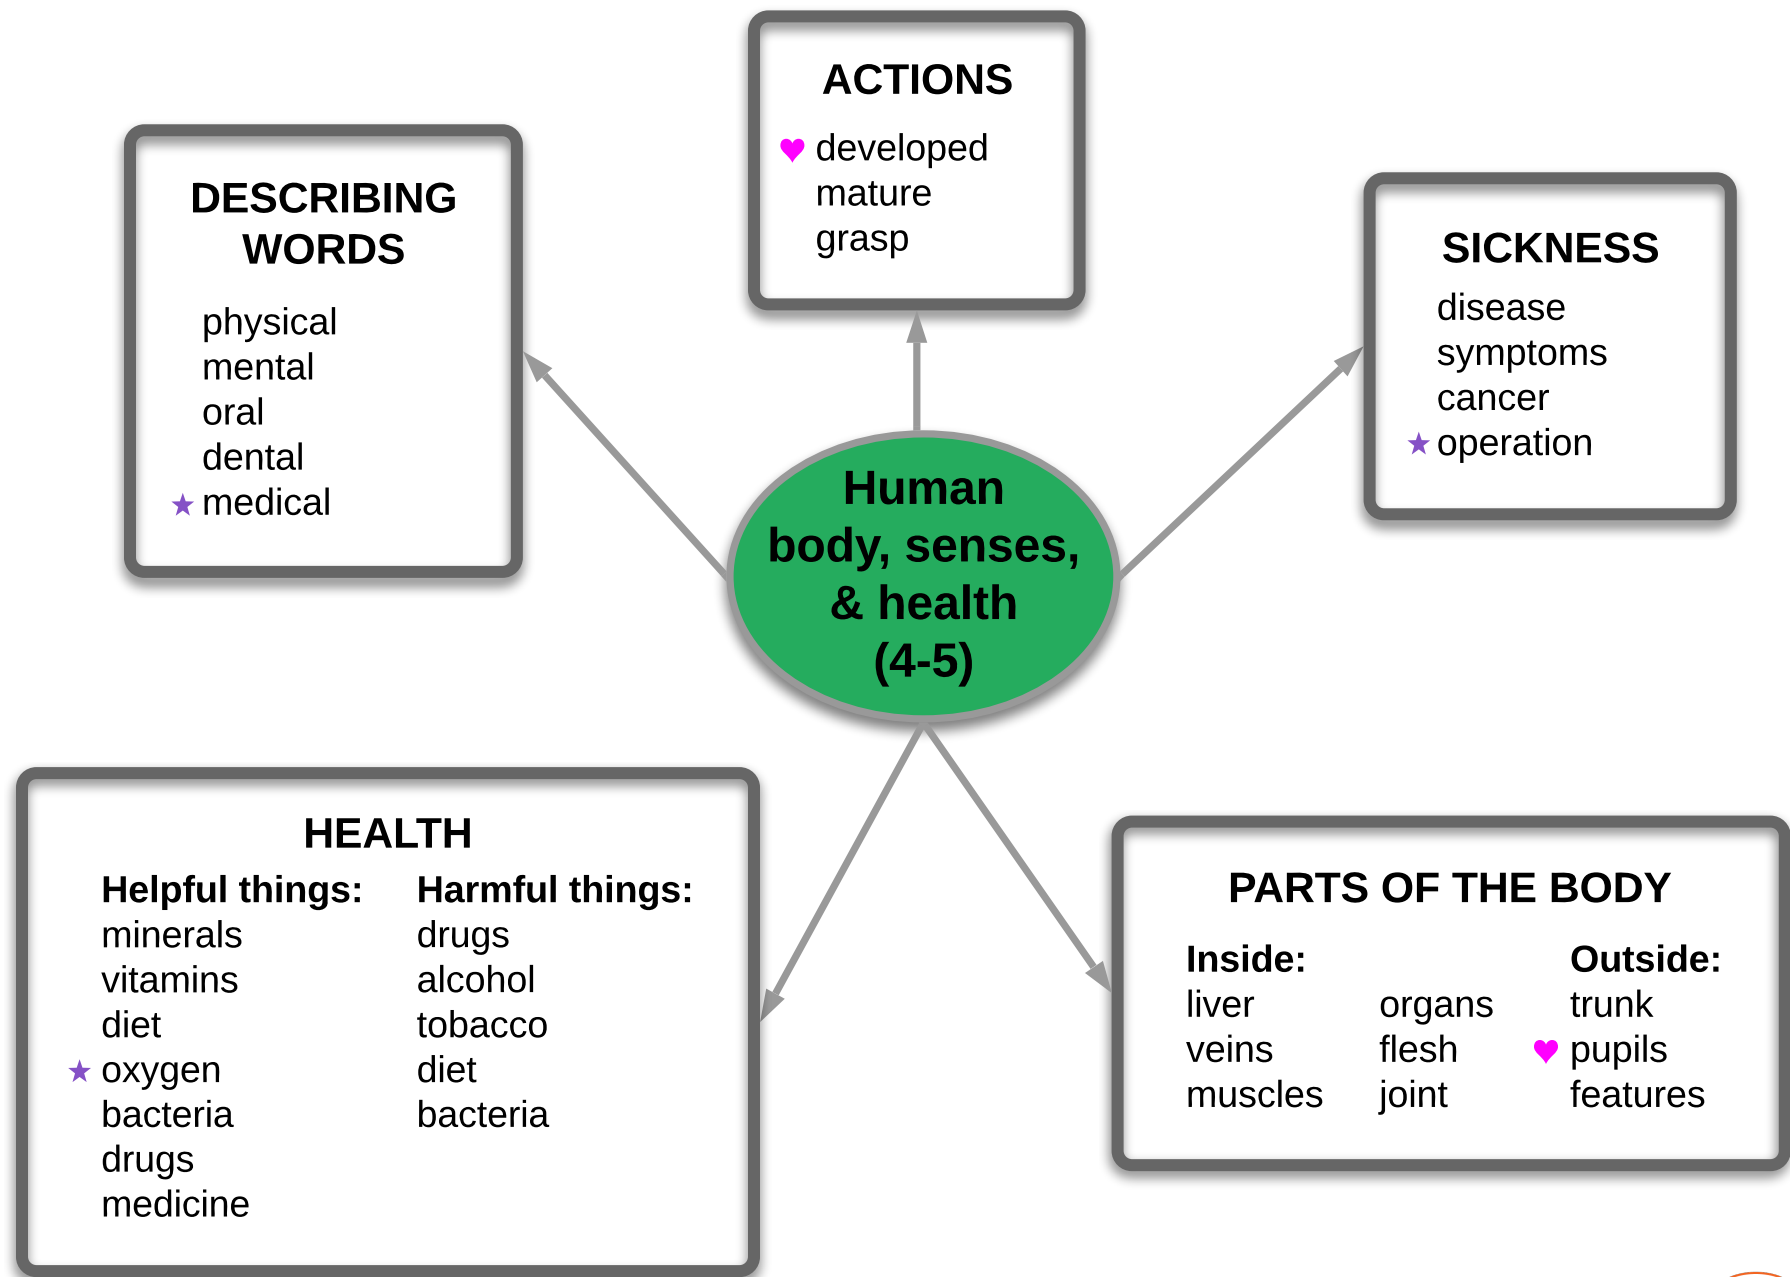 ACTIONS
developed
mature
grasp
DESCRIBING
WORDS
physical
mental
oral
dental
medical
SICKNESS
disease
symptoms
cancer
operation
Human
body, senses,
& health
(4-5)
HEALTH
Helpful things:
minerals
vitamins
diet
oxygen
bacteria
drugs
medicine
Harmful things:
drugs
alcohol
tobacco
diet
bacteria
PARTS OF THE BODY
Inside:
liver
veins
muscles
organs
flesh
joint
Outside:
trunk
pupils
features